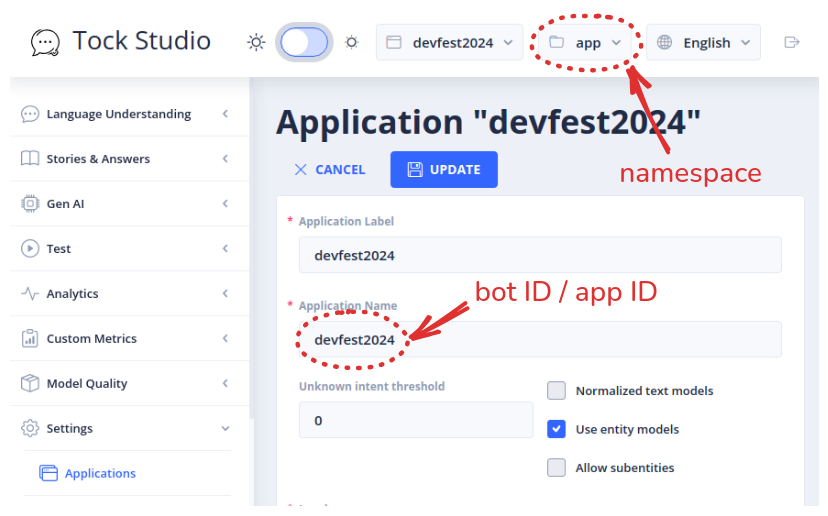 Tock Studio
devfest2024
app
English
Language Understanding
Stories & Answers
Gen AI
Test
Analytics
Custom Metrics
Model Quality
Settings
Applications
Application "devfest2024"
namespace
CANCEL
UPDATE
* Application Label
devfest2024
bot ID / app ID
* Application Name
devfest2024
Unknown intent threshold
0
Normalized text models
Use entity models
Allow subentities